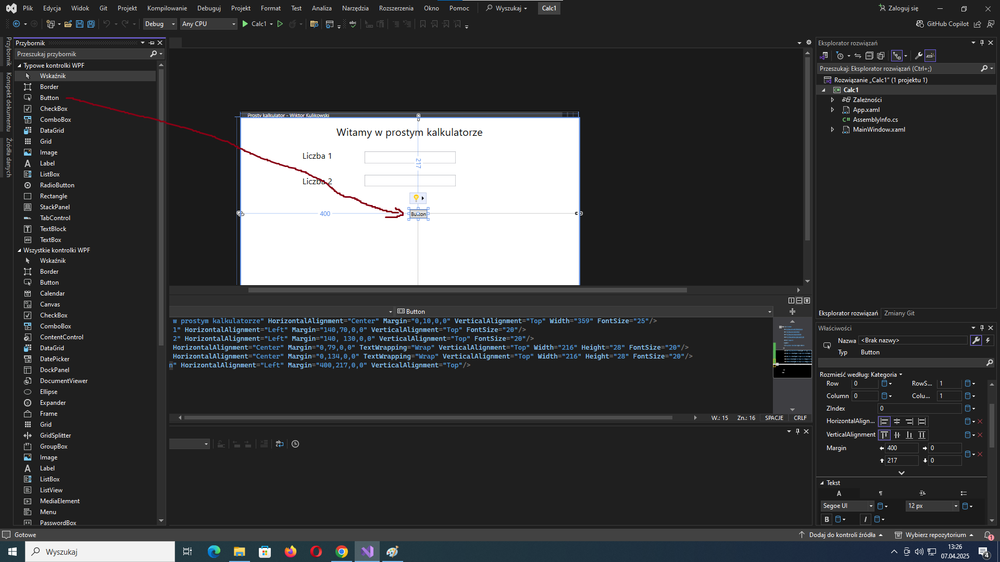 Plik Edycja Widok Git Projekt Kompilowanie Debuguj Projekt Format Test Analiza Narzędzia Rozszerzenia Okno Pomoc Wyszukaj Calc1 Zaloguj się
Debug Any CPU Calc1 GitHub Copilot
Przybornik
Konspekt dokumentu
Źródła danych
Przybornik
Przeszukaj przybornik
Typowe kontrolki WPF
Wskaźnik
Border
Button
CheckBox
ComboBox
DataGrid
Grid
Image
Label
ListBox
RadioButton
Rectangle
StackPanel
TabControl
TextBlock
TextBox
Wszystkie kontrolki WPF
Wskaźnik
Border
Button
Calendar
Canvas
CheckBox
ComboBox
ContentControl
DataGrid
DatePicker
DockPanel
DocumentViewer
Ellipse
Expander
Frame
Grid
GridSplitter
GroupBox
Image
Label
ListBox
ListView
MediaElement
Menu
PasswordBox
Prosty kalkulator - Wiktor Kulikowski
Witamy w prostym kalkulatorze
Liczba 1
217
Liczba 2
400
Button
Button
w prostym kalkulatorze" HorizontalAlignment="Center" Margin="0,10,0,0" VerticalAlignment="Top" Width="359" FontSize="25"/>
1" HorizontalAlignment="Left" Margin="140,70,0,0" VerticalAlignment="Top" FontSize="20"/>
2" HorizontalAlignment="Left" Margin="140, 130,0,0" VerticalAlignment="Top" FontSize="20"/>
HorizontalAlignment="Center" Margin="0,79,0,0" TextWrapping="Wrap" VerticalAlignment="Top" Width="216" Height="28" FontSize="20"/>
HorizontalAlignment="Center" Margin="0,134,0,0" TextWrapping="Wrap" VerticalAlignment="Top" Width="216" Height="28" FontSize="20"/>
n" HorizontalAlignment="Left" Margin="400,217,0,0" VerticalAlignment="Top"/>
W.: 15 Zn.: 16 SPACJE CRLF
Eksplorator rozwiązań
Przeszukaj: Eksplorator rozwiązań (Ctrl+;)
Rozwiązanie „Calc1” (1 projektu 1)
Calc1
Zależności
App.xaml
AssemblyInfo.cs
MainWindow.xaml
Eksplorator rozwiązań Zmiany Git
Właściwości
Nazwa <Brak nazwy>
Typ Button
Rozmieść według: Kategoria
Row 0 RowS... 1
Column 0 Colu... 1
ZIndex 0
HorizontalAlign...
VerticalAlignment
Margin 400 0
217 0
Tekst
A ¶
Segoe UI 12 px
B I
Gotowe Dodaj do kontroli źródła Wybierz repozytorium 1
Wyszukaj 13:26
07.04.2025 4